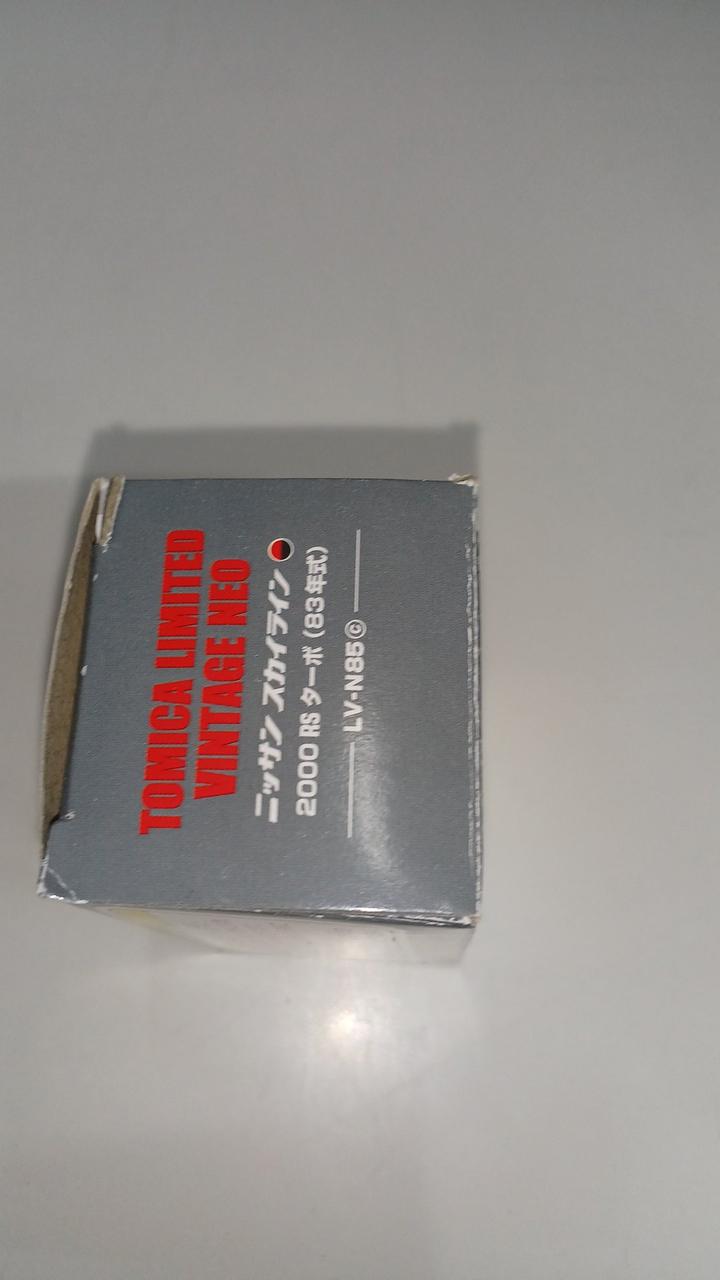 TOMICA LIMITED
VINTAGE NEO
ニッサン スカイライン
2000 RS ターボ (83年式)
LV-N85ⓒ